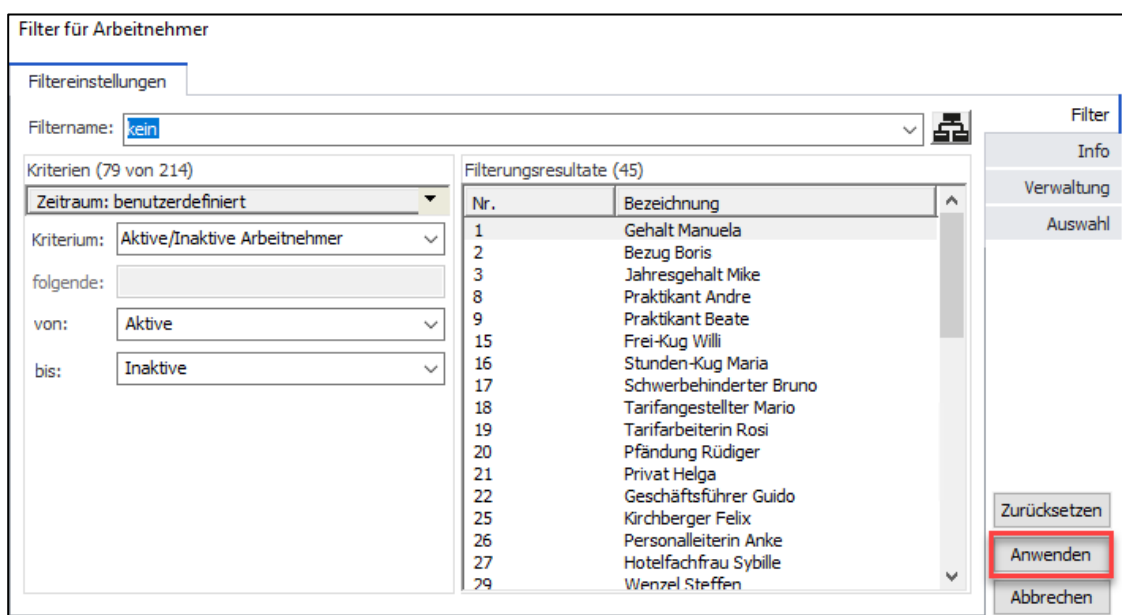 Filter für Arbeitnehmer
Filtereinstellungen
Filtername: kein
Kriterien (79 von 214)
Zeitraum: benutzerdefiniert
Kriterium: Aktive/Inaktive Arbeitnehmer
folgende:
von: Aktive
bis: Inaktive
Filterungsresultate (45)
Nr. Bezeichnung
1 Gehalt Manuela
2 Bezug Boris
3 Jahresgehalt Mike
8 Praktikant Andre
9 Praktikant Beate
15 Frei-Kug Willi
16 Stunden-Kug Maria
17 Schwerbehinderter Bruno
18 Tarifangestellter Mario
19 Tarifarbeiterin Rosi
20 Pfändung Rüdiger
21 Privat Helga
22 Geschäftsführer Guido
25 Kirchberger Felix
26 Personalleiterin Anke
27 Hotelfachfrau Sybille
29 Wenzel Steffen
Filter
Info
Verwaltung
Auswahl
Zurücksetzen
Anwenden
Abbrechen